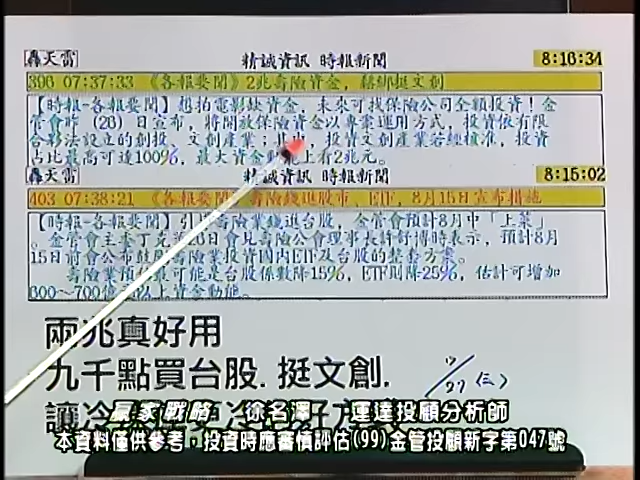 轟天雷 精誠資訊 時報新聞 8:16:34
396 07:37:33 《各報要聞》2兆壽險資金，鬆綁挺文創
【時報-各報要聞】想拍電影缺資金，未來可找保險公司全額投資！金
管會昨（26）日宣布，將開放保險資金以專案運用方式，投資依有限
合夥法設立的創投、文創產業；其中，投資文創產業若經核准，投資
占比最高可達100%，最大資金動能上看2兆元。
轟天雷 精誠資訊 時報新聞 8:15:02
403 07:38:21 《各報要聞》壽險錢進股市、ETF，8月15日宣布措施
【時報-各報要聞】引導壽險業錢進台股，金管會預計8月中「上菜」
。金管會主委丁克 26日會見壽險公會理事長許舒博時表示，預計8月
15日前會公布鼓勵壽險業投資國內ETF及台股的整套方案。
壽險業預估最可能是台股係數降15%，ETF則降25%，估計可增加
600～700億元以上資金動能。
兩兆真好用
九千點買台股.挺文創.
7/27 (三)
讓冷
贏家戰略 徐名澤 運達投顧分析師
本資料僅供參考，投資時應審慎評估(99)金管投顧新字第047號